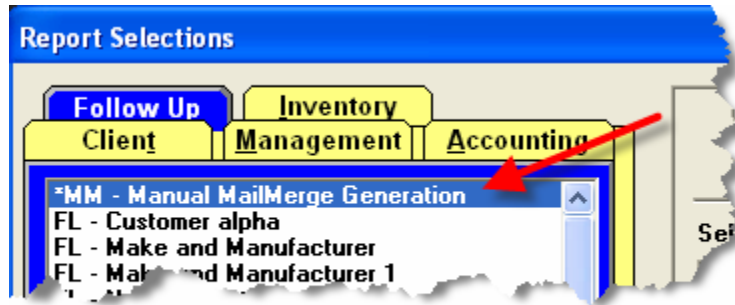 Report Selections
Follow Up Inventory
Client Management Accounting
*MM - Manual MailMerge Generation
FL - Customer alpha
FL - Make and Manufacturer
FL - Make and Manufacturer 1